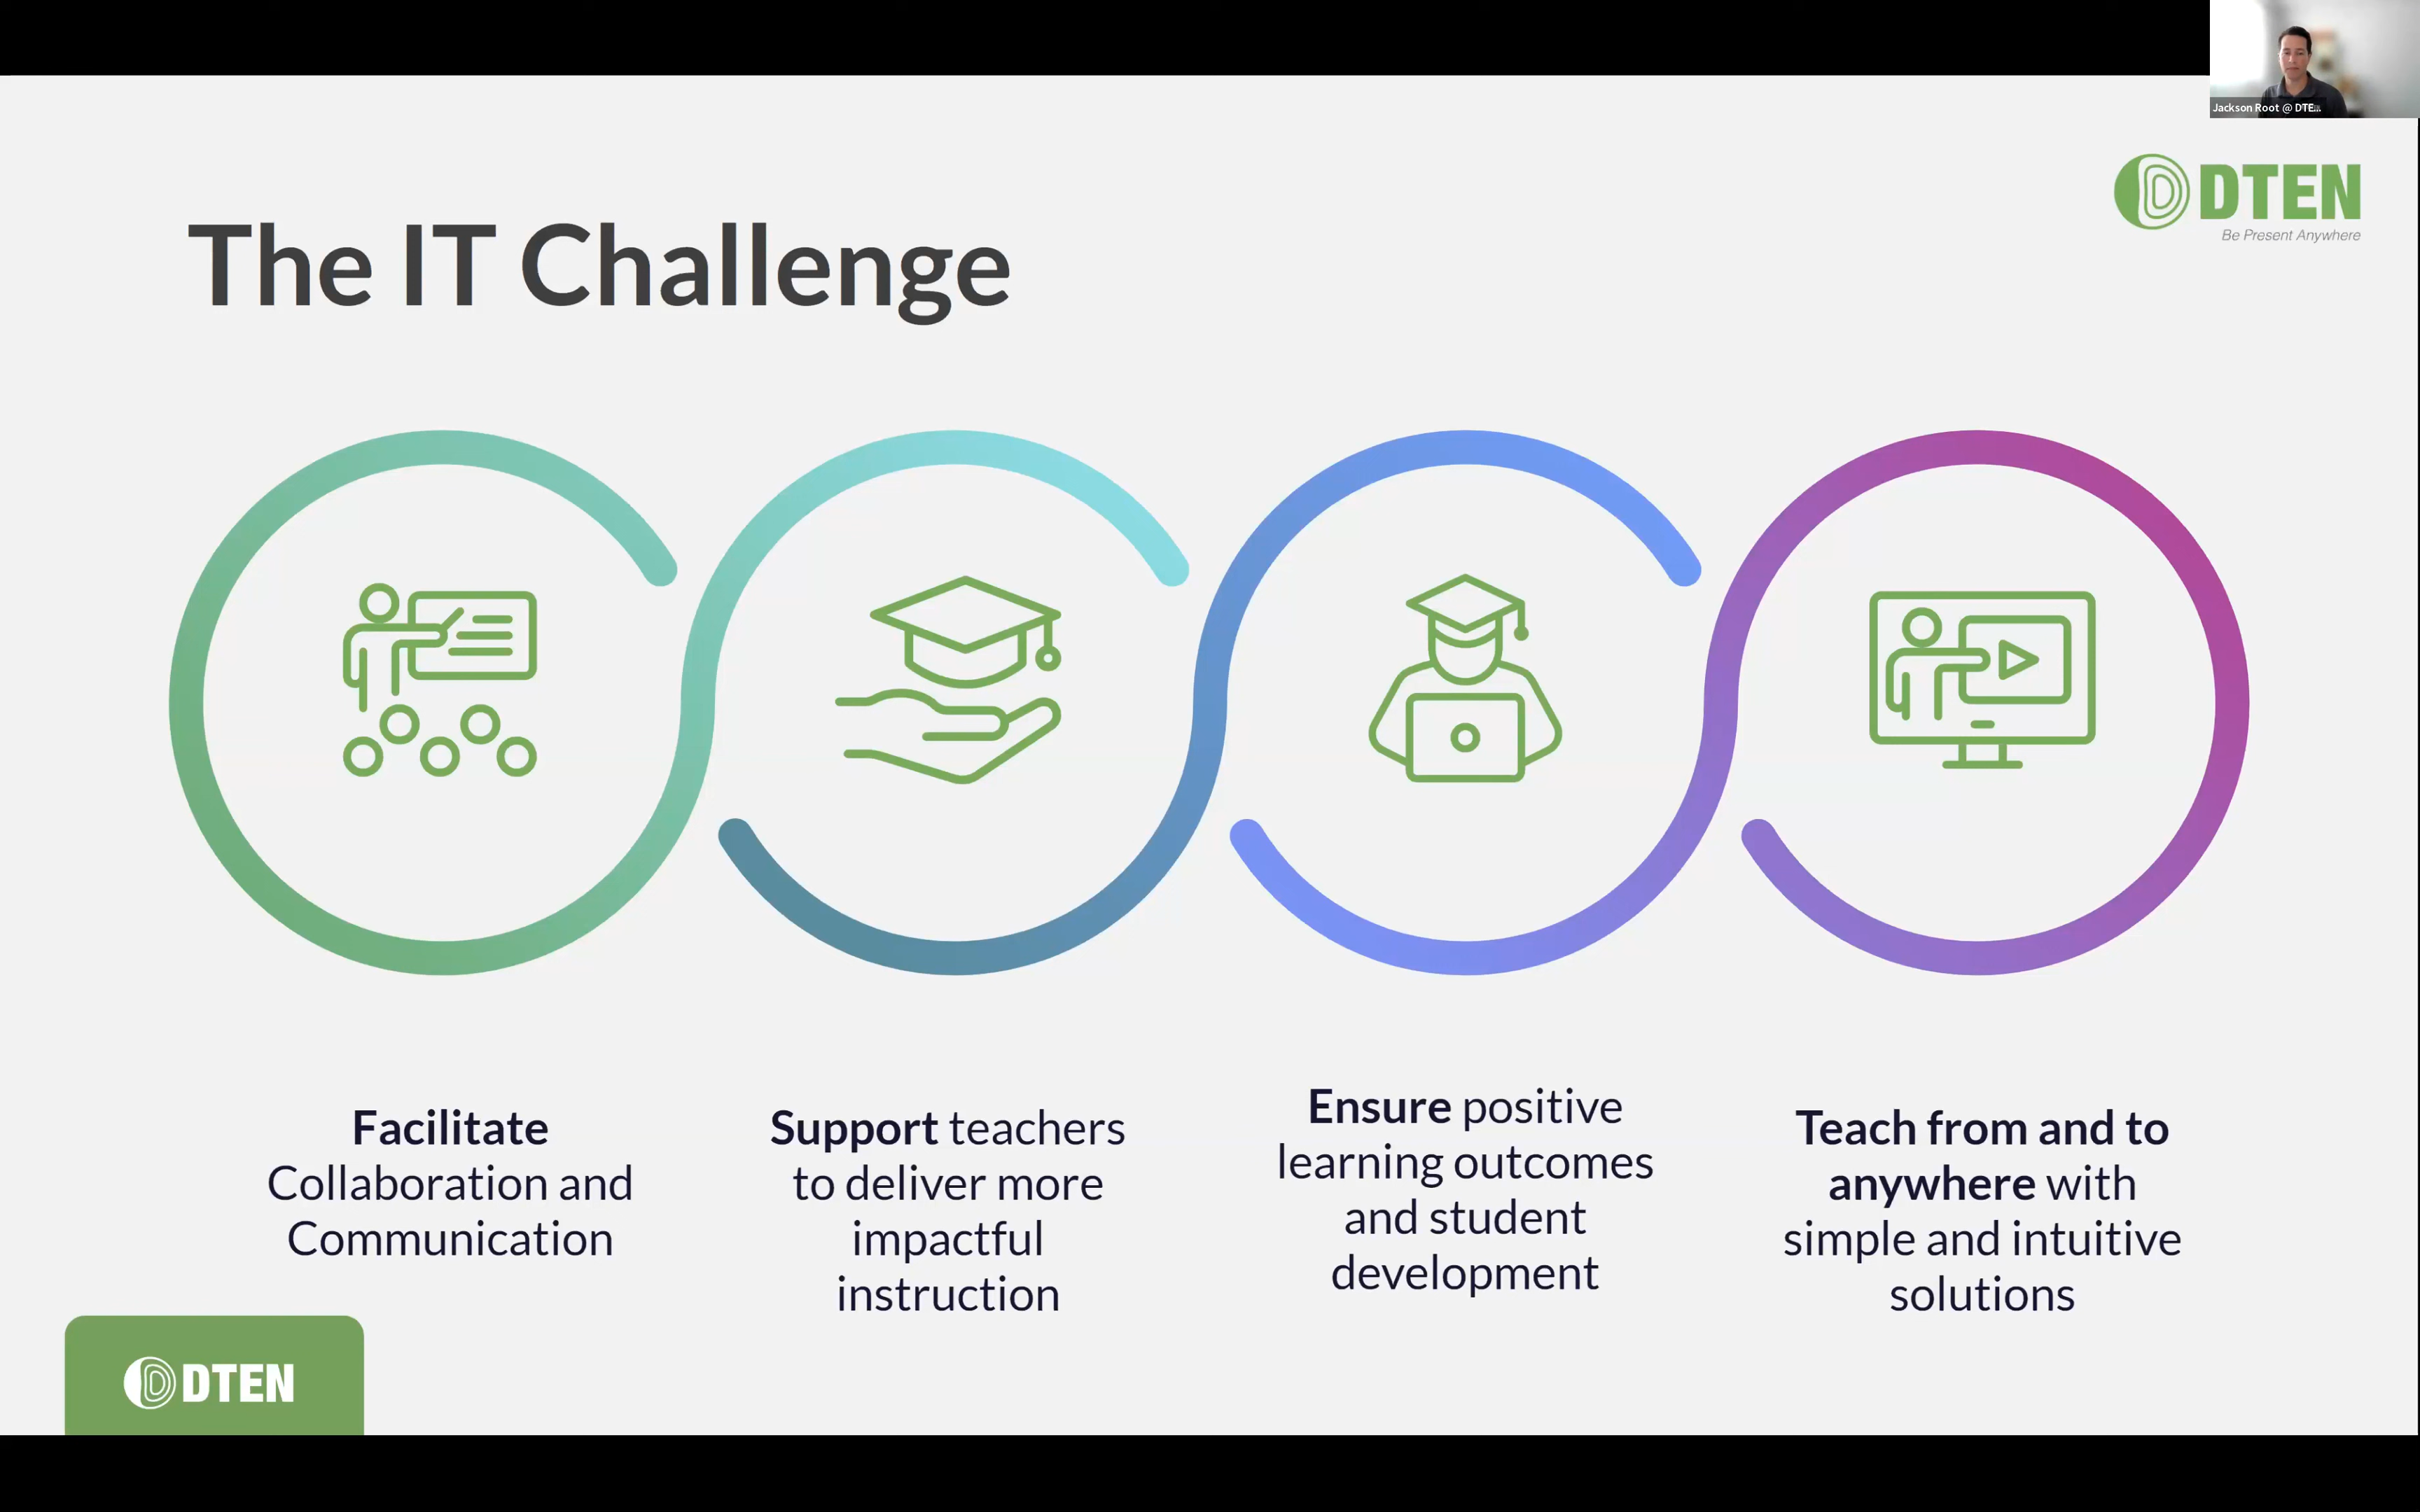 Jackson Root @ DTE...
DTEN
Be Present Anywhere
The IT Challenge
Facilitate
Collaboration and
Communication
Support teachers
to deliver more
impactful
instruction
Ensure positive
learning outcomes
and student
development
Teach from and to
anywhere with
simple and intuitive
solutions
DTEN